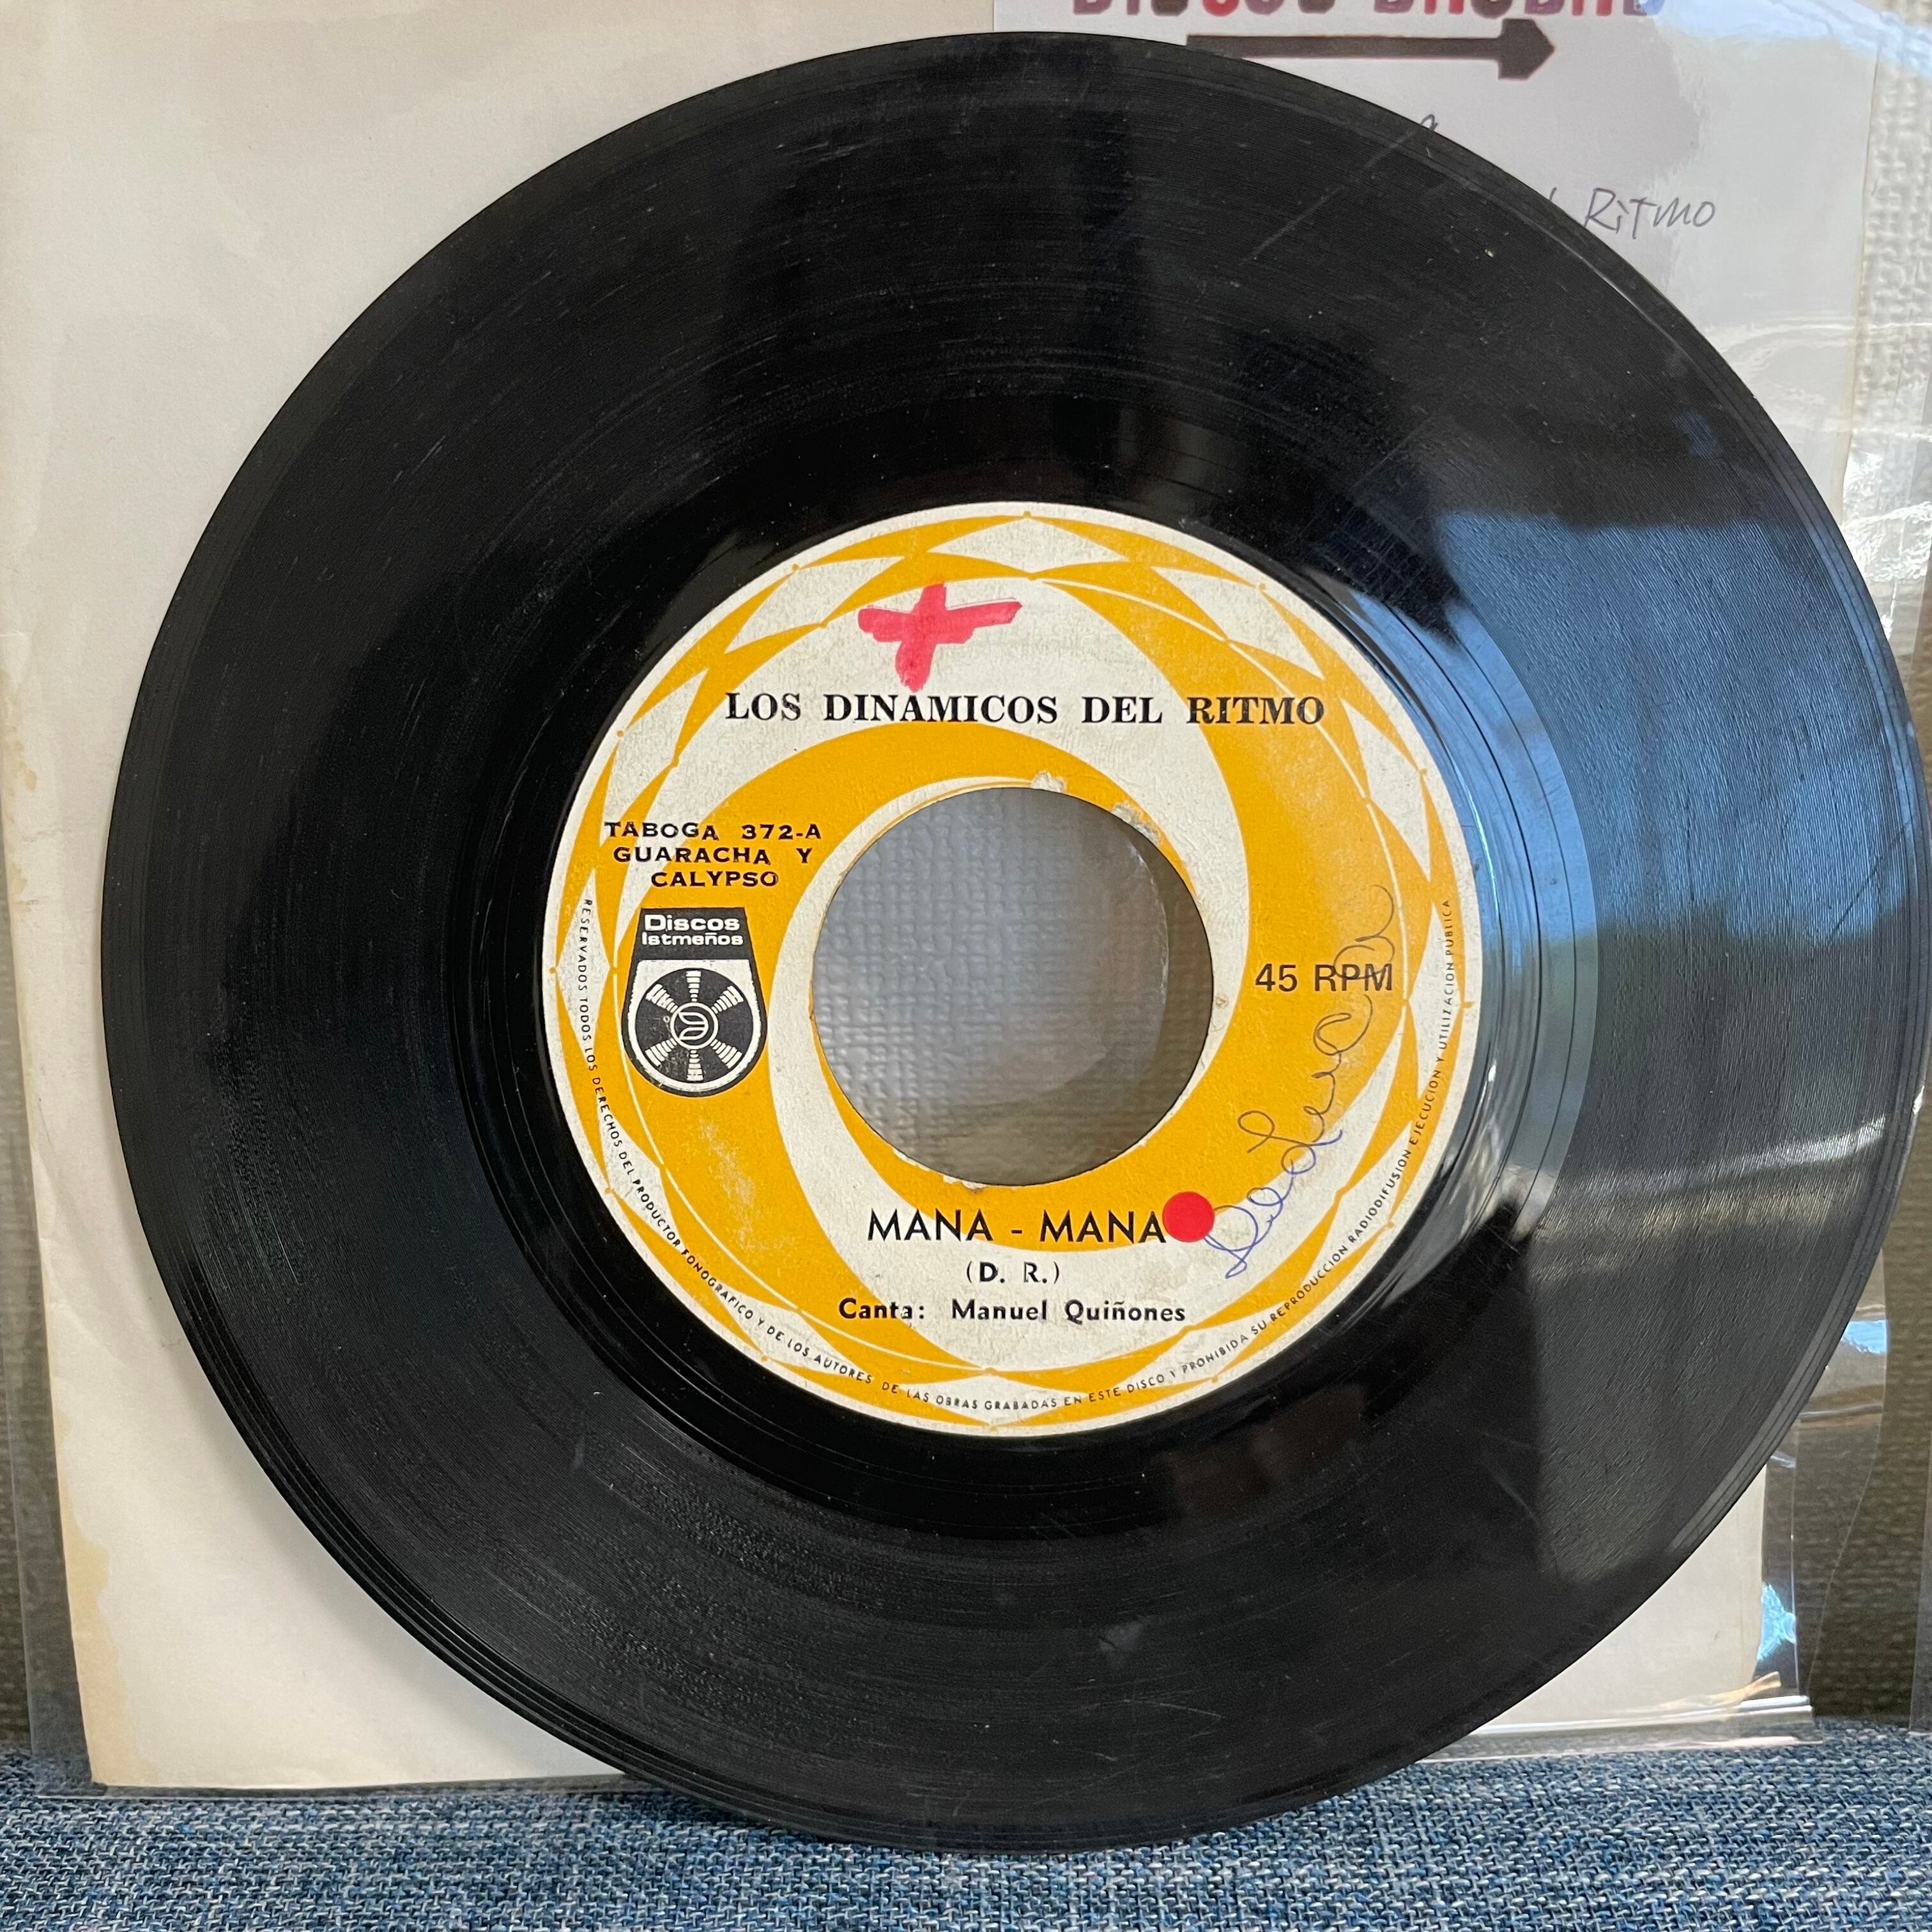 Ritmo
LOS DINAMICOS DEL RITMO
TABOGA 372-A
GUARACHA Y
CALYPSO
Discos
Istmeños
45 RPM
MANA - MANA
(D. R.)
Canta: Manuel Quiñones
RESERVADOS TODOS LOS DERECHOS DEL PRODUCTOR FONOGRAFICO Y DE LOS AUTORES DE LAS OBRAS GRABADAS EN ESTE DISCO Y PROHIBIDA SU REPRODUCCION RADIODIFUSION EJECUCION Y UTILIZACION PUBLICA